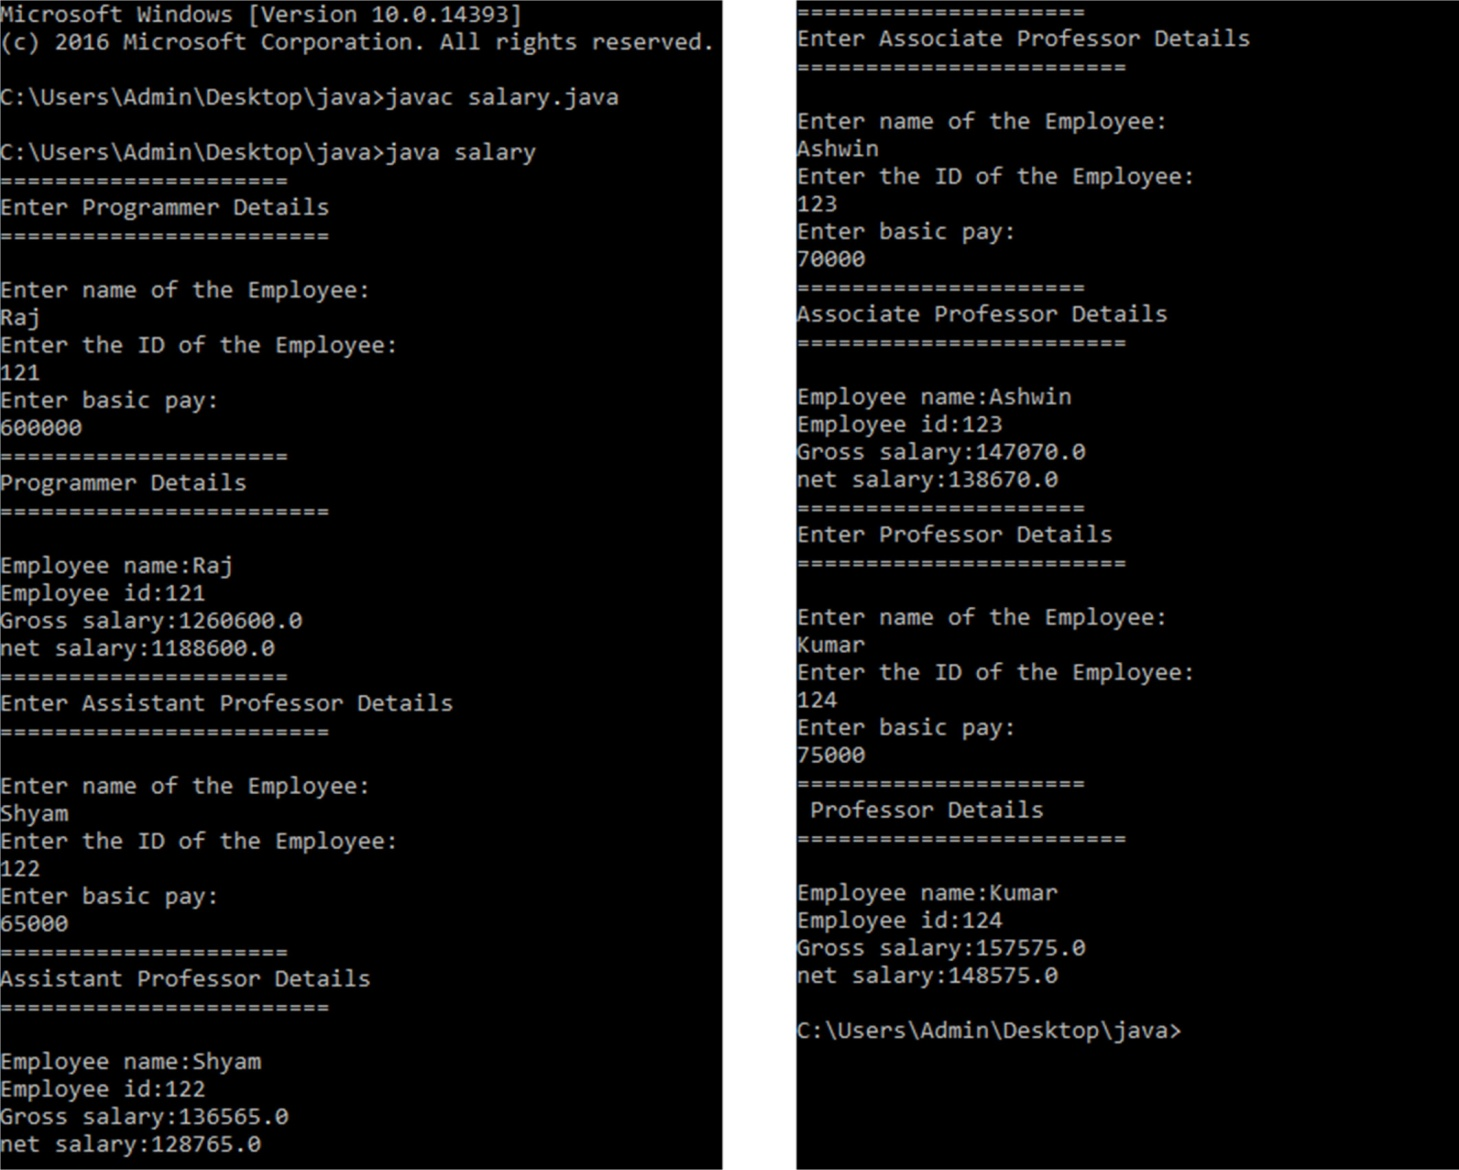 Microsoft Windows [Version 10.0.14393]
(c) 2016 Microsoft Corporation. All rights reserved.
C:\Users\Admin\Desktop\java>javac salary.java
C:\Users\Admin\Desktop\java>java salary
=====================
Enter Programmer Details
========================
Enter name of the Employee:
Raj
Enter the ID of the Employee:
121
Enter basic pay:
600000
=====================
Programmer Details
========================
Employee name:Raj
Employee id:121
Gross salary:1260600.0
net salary:1188600.0
=====================
Enter Assistant Professor Details
========================
Enter name of the Employee:
Shyam
Enter the ID of the Employee:
122
Enter basic pay:
65000
=====================
Assistant Professor Details
========================
Employee name:Shyam
Employee id:122
Gross salary:136565.0
net salary:128765.0
=====================
Enter Associate Professor Details
========================
Enter name of the Employee:
Ashwin
Enter the ID of the Employee:
123
Enter basic pay:
70000
=====================
Associate Professor Details
========================
Employee name:Ashwin
Employee id:123
Gross salary:147070.0
net salary:138670.0
=====================
Enter Professor Details
========================
Enter name of the Employee:
Kumar
Enter the ID of the Employee:
124
Enter basic pay:
75000
=====================
Professor Details
========================
Employee name:Kumar
Employee id:124
Gross salary:157575.0
net salary:148575.0
C:\Users\Admin\Desktop\java>